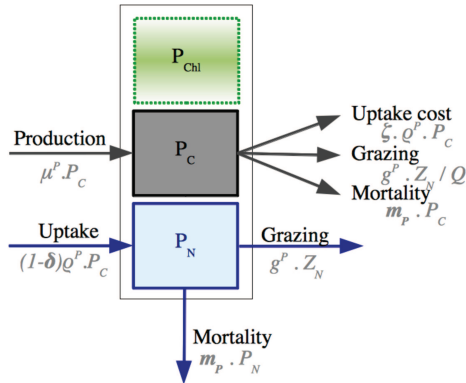 P_Chl
Production
μ^P.P_C
P_C
Uptake cost
ζ.ϱ^P.P_C
Grazing
g^P.Z_N/Q
Mortality
m_P.P_C
Uptake
(1-δ)ϱ^P.P_C
P_N
Grazing
g^P.Z_N
Mortality
m_P.P_N